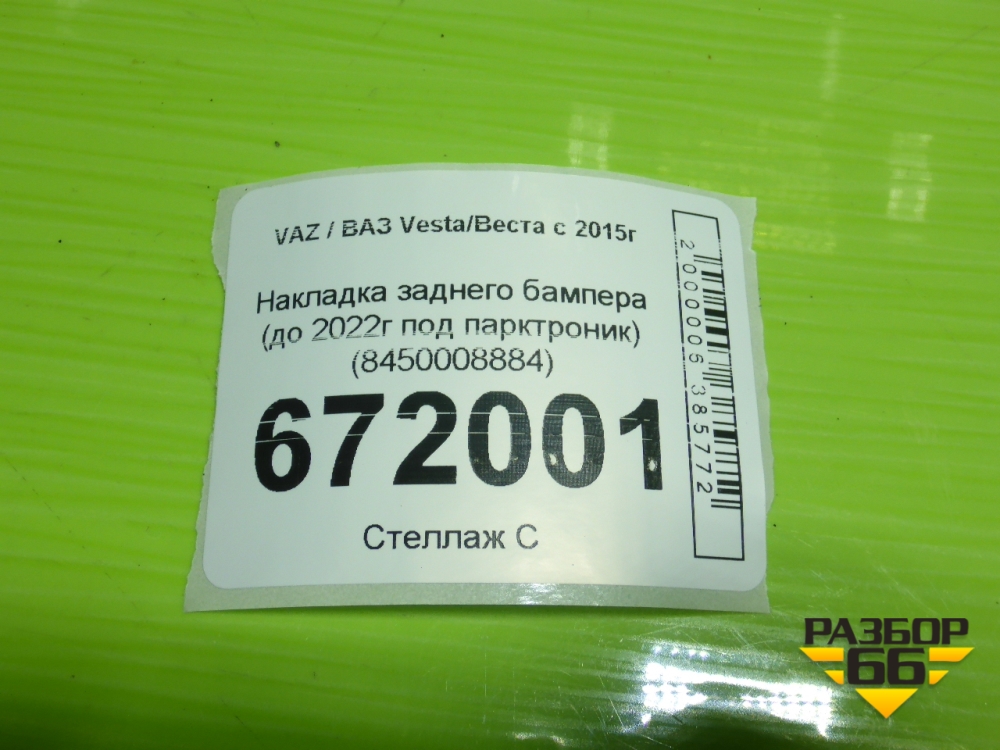 VAZ / ВАЗ Vesta/Веста с 2015г
Накладка заднего бампера
(до 2022г под парктроник)
(8450008884)
672001
Стеллаж С
2000006385772
РАЗБОР
66